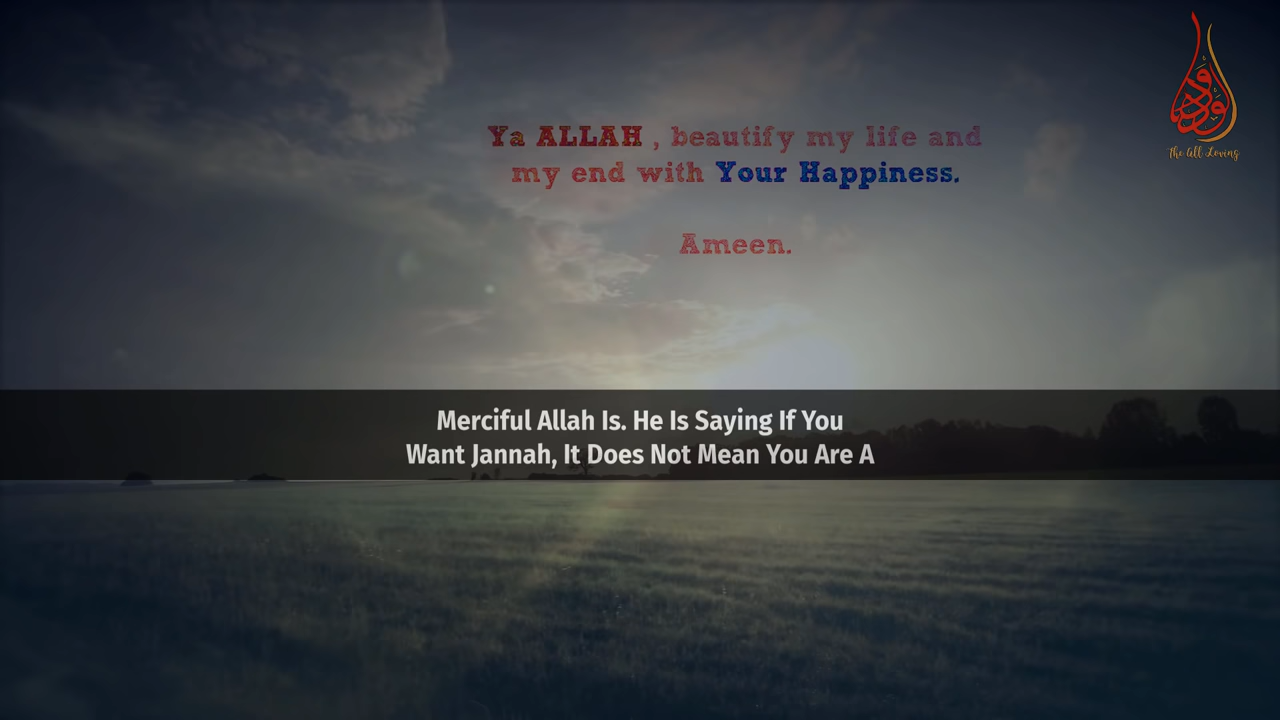 Ya ALLAH , beautify my life and
my end with Your Happiness.
Ameen.
الودود
The All Loving
Merciful Allah Is. He Is Saying If You
Want Jannah, It Does Not Mean You Are A